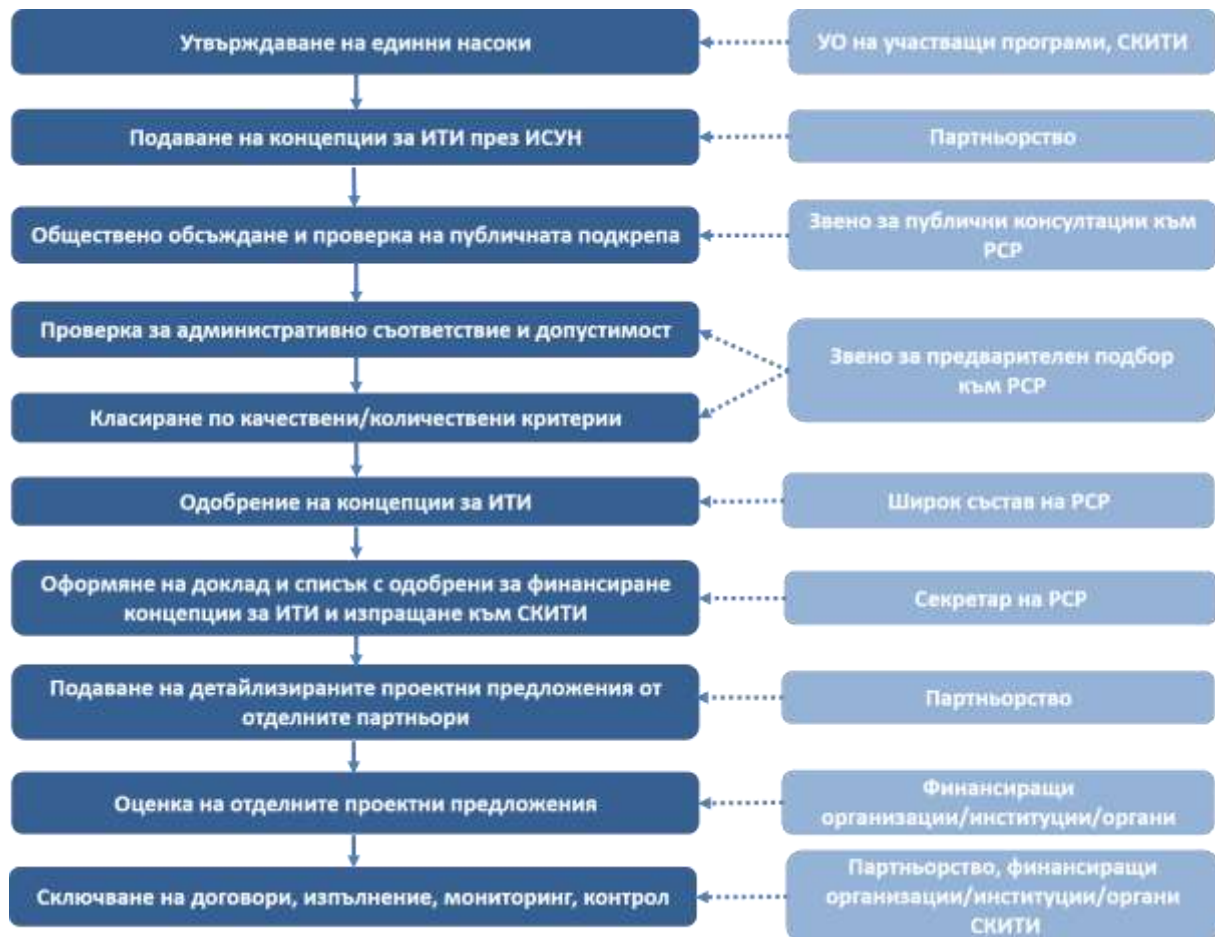 Утвърждаване на единни насоки
УО на участващи програми, СКИТИ
Подаване на концепции за ИТИ през ИСУН
Партньорство
Обществено обсъждане и проверка на публичната подкрепа
Звено за публични консултации към
РСР
Проверка за административно съответствие и допустимост
Звено за предварителен подбор
към РСР
Класиране по качествени/количествени критерии
Одобрение на концепции за ИТИ
Широк състав на РСР
Оформяне на доклад и списък с одобрени за финансиране
концепции за ИТИ и изпращане към СКИТИ
Секретар на РСР
Подаване на детайлизираните проектни предложения от
отделните партньори
Партньорство
Оценка на отделните проектни предложения
Финансиращи
организации/институции/органи
Сключване на договори, изпълнение, мониторинг, контрол
Партньорство, финансиращи
организации/институции/органи
СКИТИ